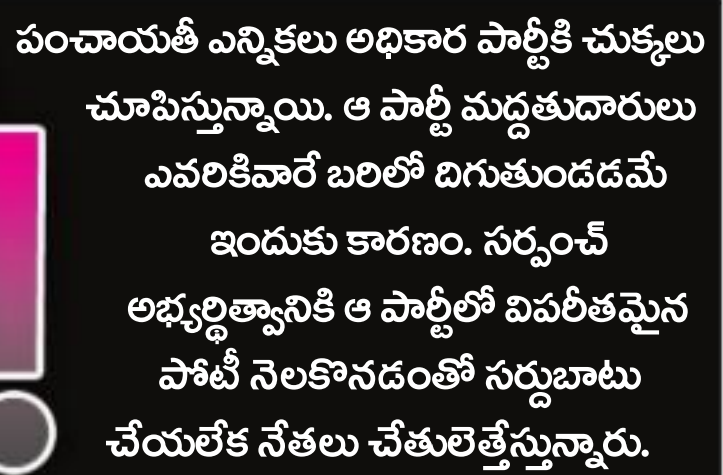 పంచాయతీ ఎన్నికలు అధికార పార్టీకి చుక్కలు
చూపిస్తున్నాయి. ఆ పార్టీ మద్దతుదారులు
ఎవరికివారే బరిలో దిగుతుండడమే
ఇందుకు కారణం. సర్పంచ్
అభ్యర్థిత్వానికి ఆ పార్టీలో విపరీతమైన
పోటీ నెలకొనడంతో సర్దుబాటు
చేయలేక నేతలు చేతులెత్తేస్తున్నారు.